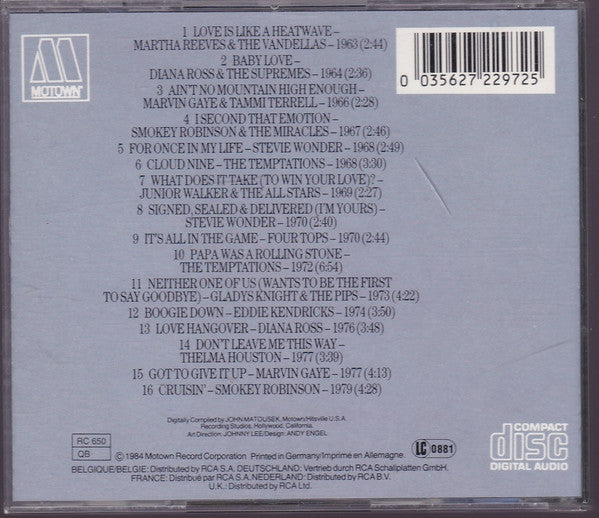 MOTOWN
1 LOVE IS LIKE A HEATWAVE –
MARTHA REEVES & THE VANDELLAS – 1963 (2:44)
2 BABY LOVE –
DIANA ROSS & THE SUPREMES – 1964 (2:36)
3 AIN'T NO MOUNTAIN HIGH ENOUGH –
MARVIN GAYE & TAMMI TERRELL – 1966 (2:28)
4 I SECOND THAT EMOTION –
SMOKEY ROBINSON & THE MIRACLES – 1967 (2:46)
5 FOR ONCE IN MY LIFE – STEVIE WONDER – 1968 (2:49)
6 CLOUD NINE – THE TEMPTATIONS – 1968 (3:30)
7 WHAT DOES IT TAKE (TO WIN YOUR LOVE)? –
JUNIOR WALKER & THE ALL STARS – 1969 (2:27)
8 SIGNED, SEALED & DELIVERED (I'M YOURS) –
STEVIE WONDER – 1970 (2:40)
9 IT'S ALL IN THE GAME – FOUR TOPS – 1970 (2:44)
10 PAPA WAS A ROLLING STONE –
THE TEMPTATIONS – 1972 (6:54)
11 NEITHER ONE OF US (WANTS TO BE THE FIRST
TO SAY GOODBYE) – GLADYS KNIGHT & THE PIPS – 1973 (4:22)
12 BOOGIE DOWN – EDDIE KENDRICKS – 1974 (3:50)
13 LOVE HANGOVER – DIANA ROSS – 1976 (3:48)
14 DON'T LEAVE ME THIS WAY –
THELMA HOUSTON – 1977 (3:39)
15 GOT TO GIVE IT UP – MARVIN GAYE – 1977 (4:13)
16 CRUISIN' – SMOKEY ROBINSON – 1979 (4:28)
0 035627 229725
Digitally Compiled by JOHN MATOUSEK, Motown/Hitsville U.S.A.
Recording Studios, Hollywood, California.
Art Direction: JOHNNY LEE/Design: ANDY ENGEL
RC 650
QB
©1984 Motown Record Corporation Printed in Germany/Imprimé en Allemagne.
LC 0881
BELGIQUE/BELGIE: Distributed by RCA S.A. DEUTSCHLAND: Vertrieb durch RCA Schallplatten GmbH.
FRANCE: Distribué par RCA S.A. NEDERLAND: Distributed by RCA B.V.
U.K.: Distributed by RCA Ltd.
COMPACT
disc
DIGITAL AUDIO